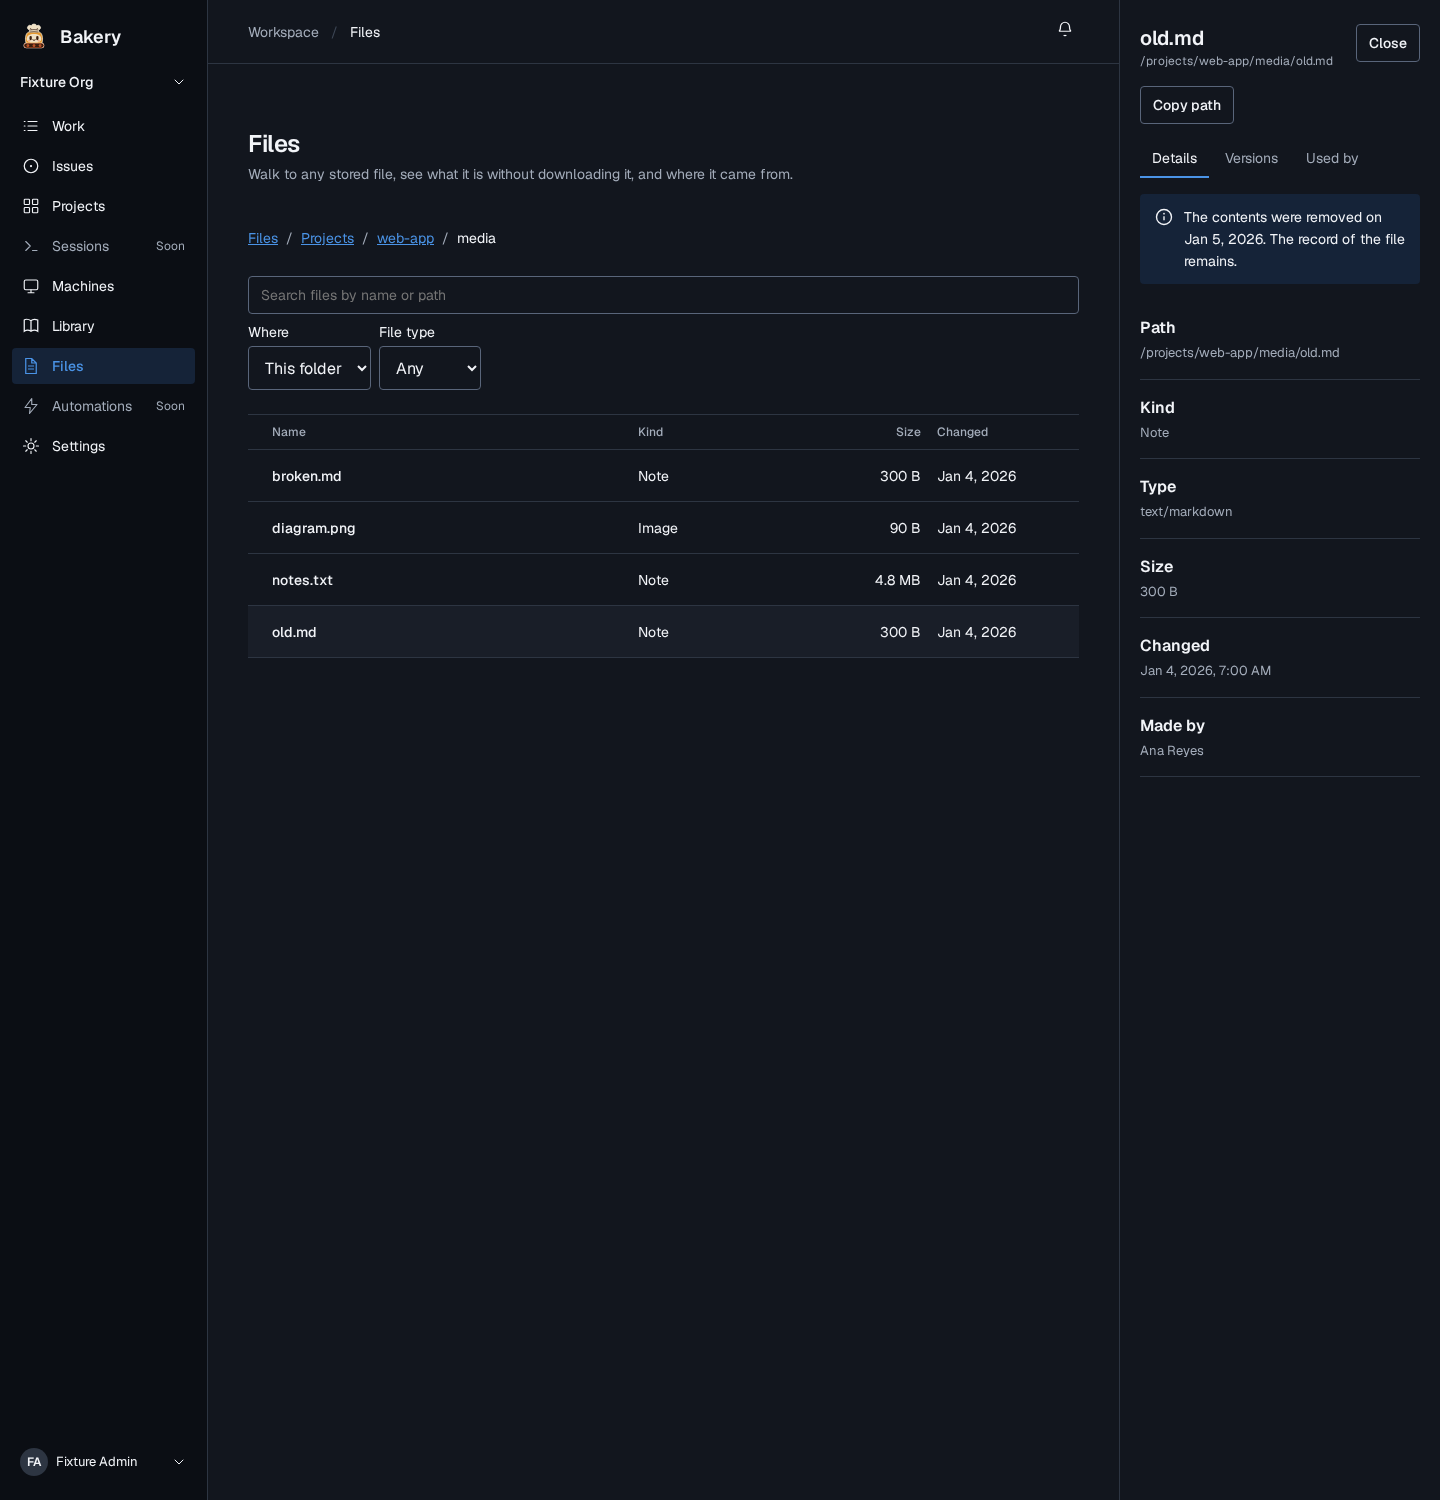 Bakery
Fixture Org
Work
Issues
Projects
Sessions Soon
Machines
Library
Files
Automations Soon
Settings
FA Fixture Admin
Workspace / Files
Files
Walk to any stored file, see what it is without downloading it, and where it came from.
Files / Projects / web-app / media
Search files by name or path
Where File type
This folder Any
Name Kind Size Changed
broken.md Note 300 B Jan 4, 2026
diagram.png Image 90 B Jan 4, 2026
notes.txt Note 4.8 MB Jan 4, 2026
old.md Note 300 B Jan 4, 2026
old.md
/projects/web-app/media/old.md
Close
Copy path
Details Versions Used by
The contents were removed on
Jan 5, 2026. The record of the file
remains.
Path
/projects/web-app/media/old.md
Kind
Note
Type
text/markdown
Size
300 B
Changed
Jan 4, 2026, 7:00 AM
Made by
Ana Reyes